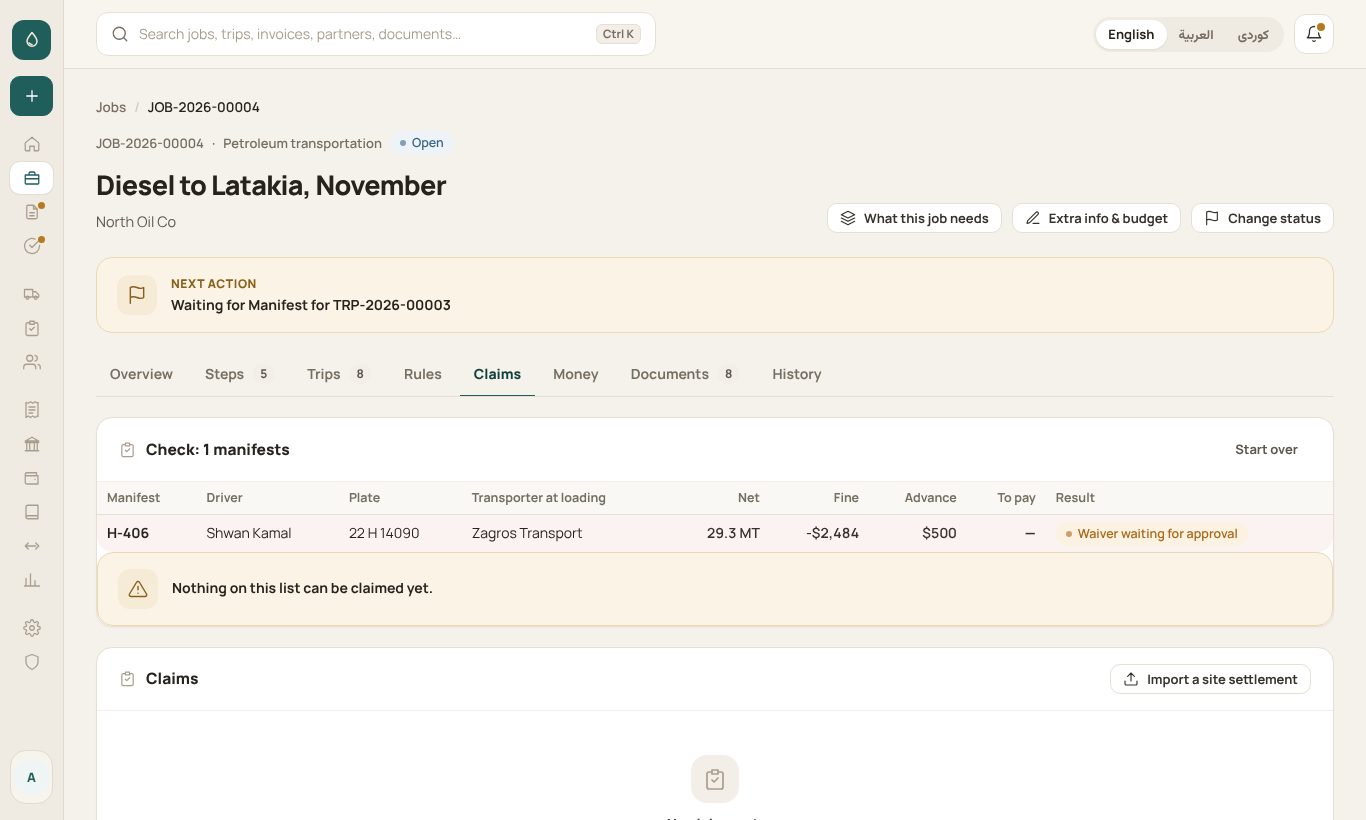 Search jobs, trips, invoices, partners, documents...
Ctrl K
English
العربية
كوردی
Jobs / JOB-2026-00004
JOB-2026-00004 · Petroleum transportation
Open
Diesel to Latakia, November
North Oil Co
What this job needs
Extra info & budget
Change status
NEXT ACTION
Waiting for Manifest for TRP-2026-00003
Overview
Steps 5
Trips 8
Rules
Claims
Money
Documents 8
History
Check: 1 manifests
Start over
Manifest Driver Plate Transporter at loading Net Fine Advance To pay Result
H-406 Shwan Kamal 22 H 14090 Zagros Transport 29.3 MT -$2,484 $500 — Waiver waiting for approval
Nothing on this list can be claimed yet.
Claims
Import a site settlement
A